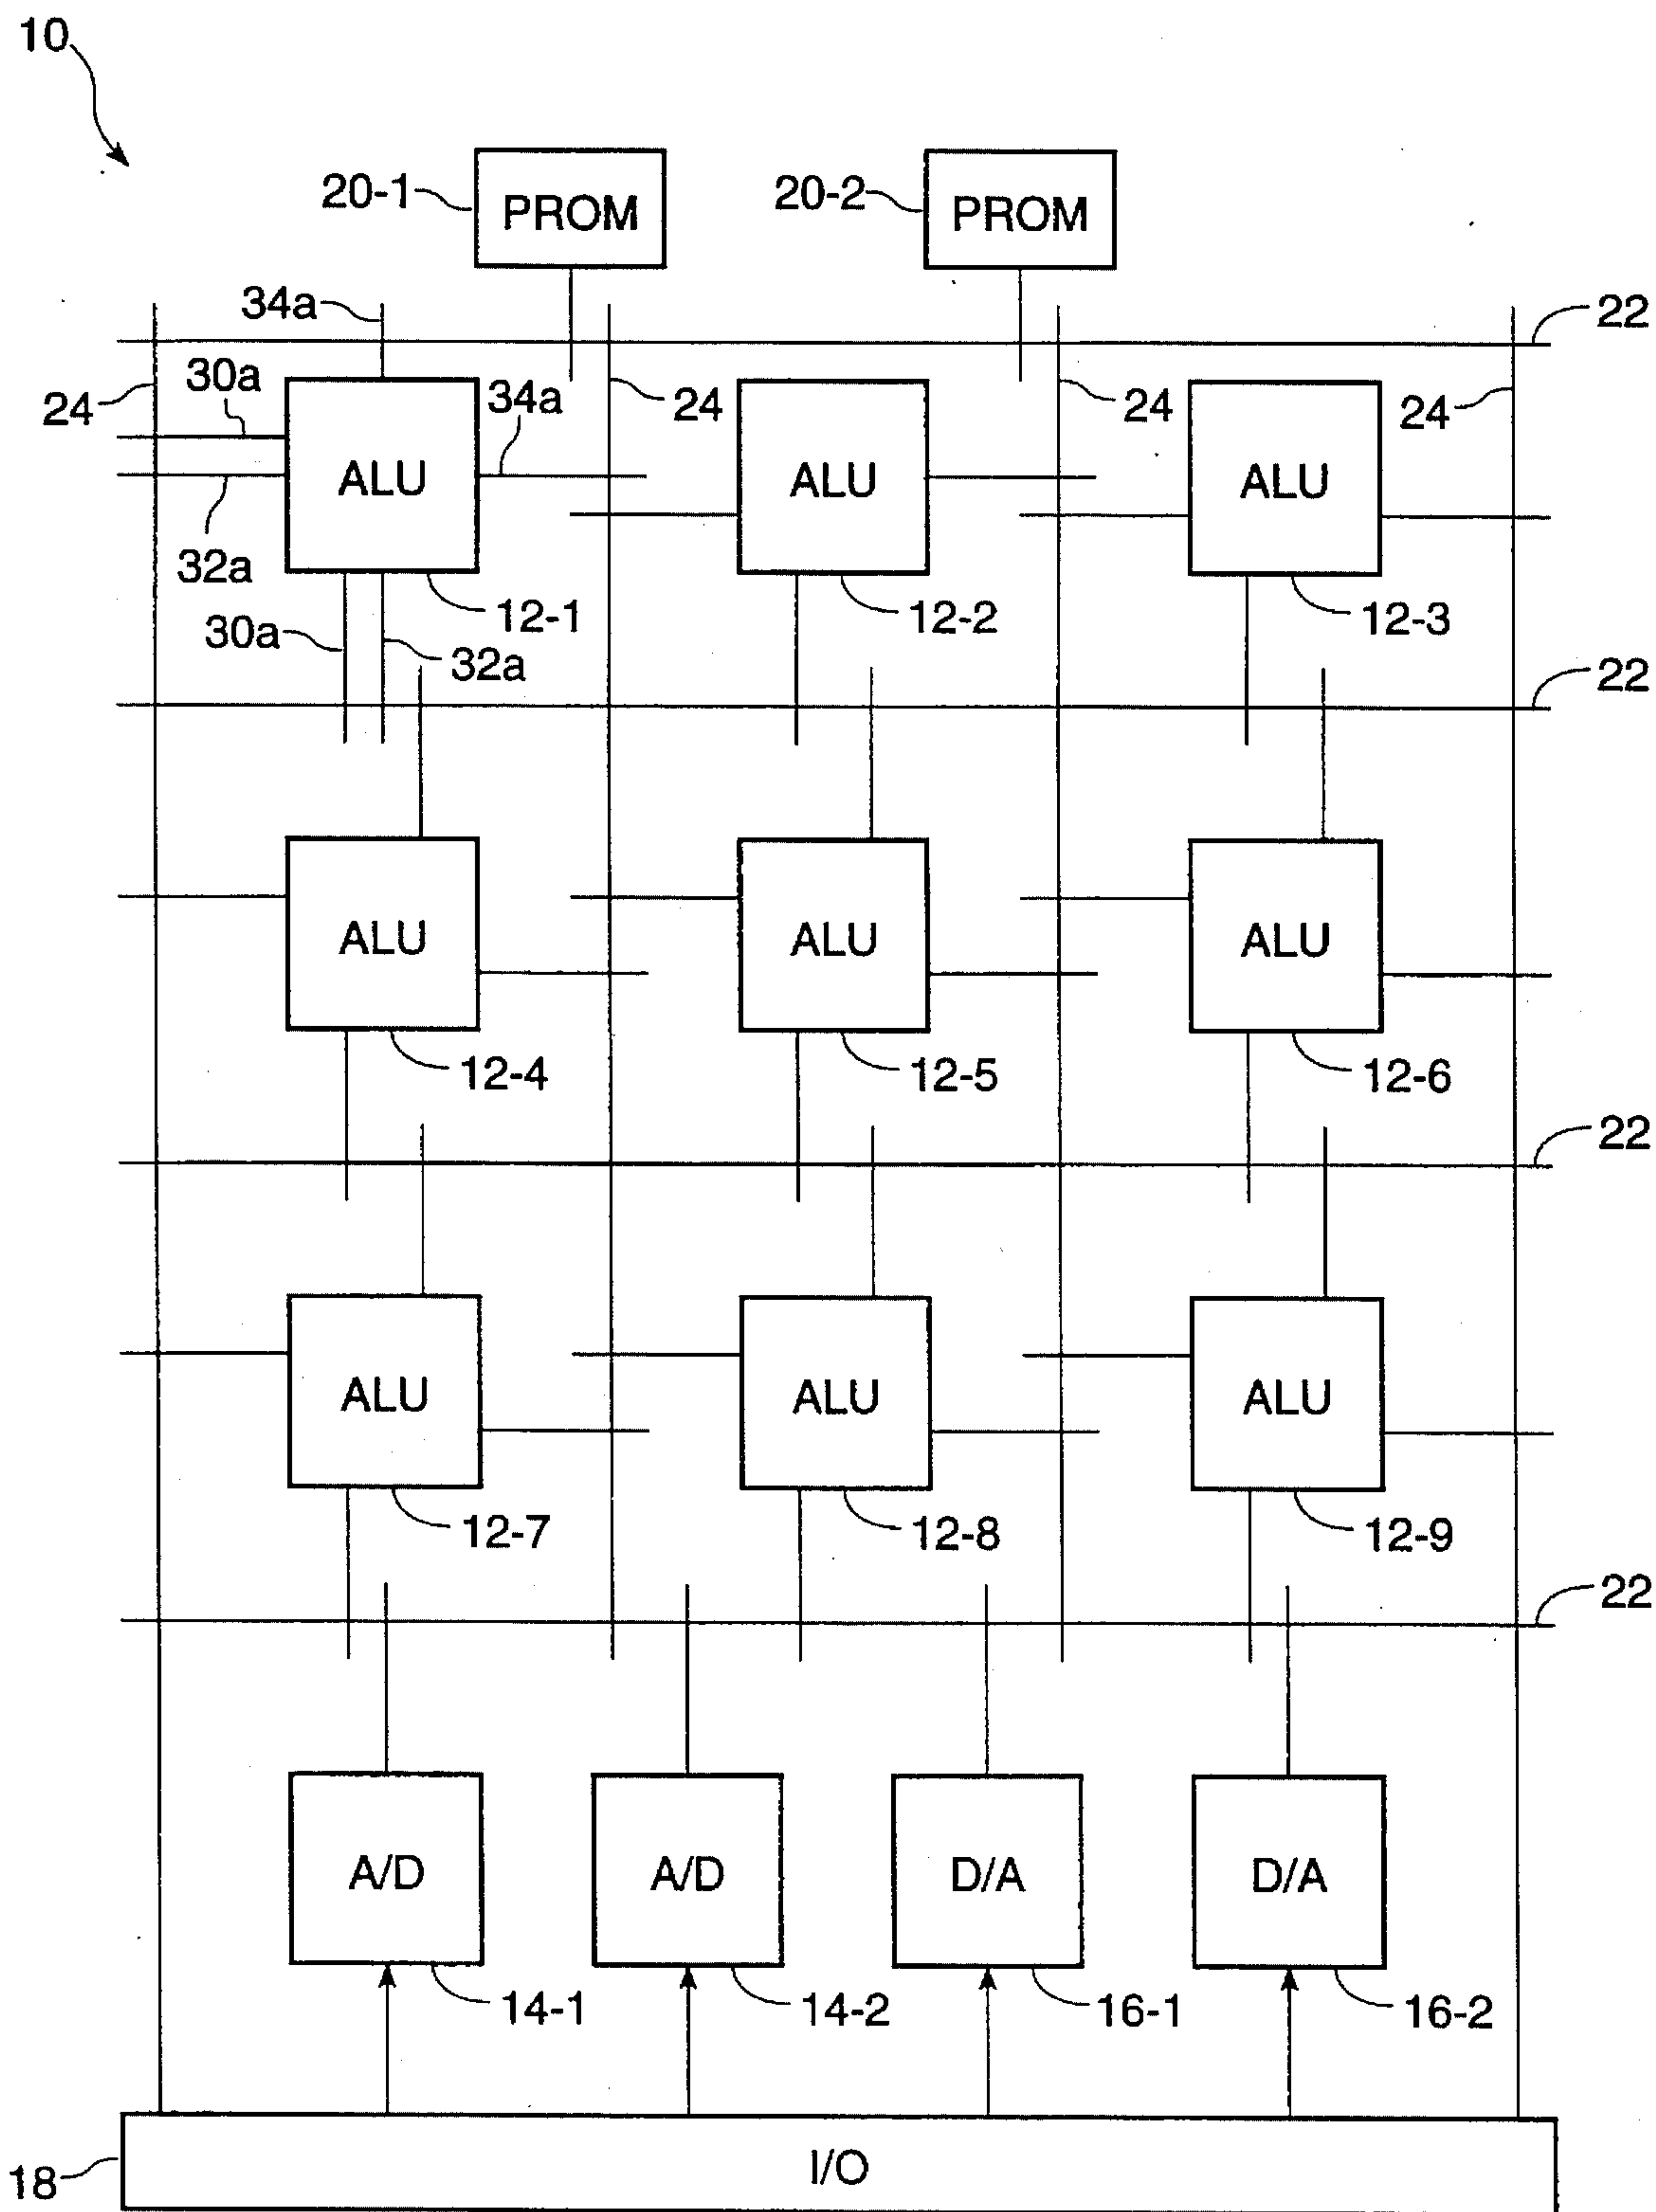 10
20-1
PROM
20-2
PROM
34a
22
30a
24
34a
24
24
24
ALU
ALU
ALU
32a
12-1
12-2
12-3
30a
32a
22
ALU
ALU
ALU
12-4
12-5
12-6
22
ALU
ALU
ALU
12-7
12-8
12-9
22
A/D
A/D
D/A
D/A
14-1
14-2
16-1
16-2
18
I/O